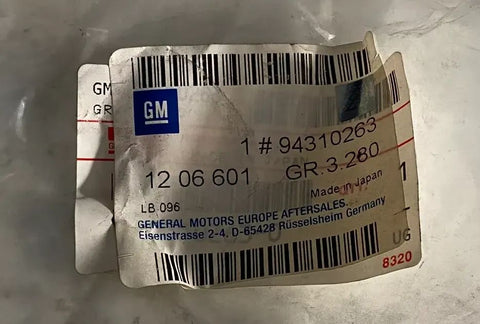 GM
GR
GM
1 # 94310263
12 06 601 GR.3.280
Made in Japan
LB 096
GENERAL MOTORS EUROPE AFTERSALES.
Eisenstrasse 2-4, D-65428 Rüsselsheim Germany
1
UG
8320